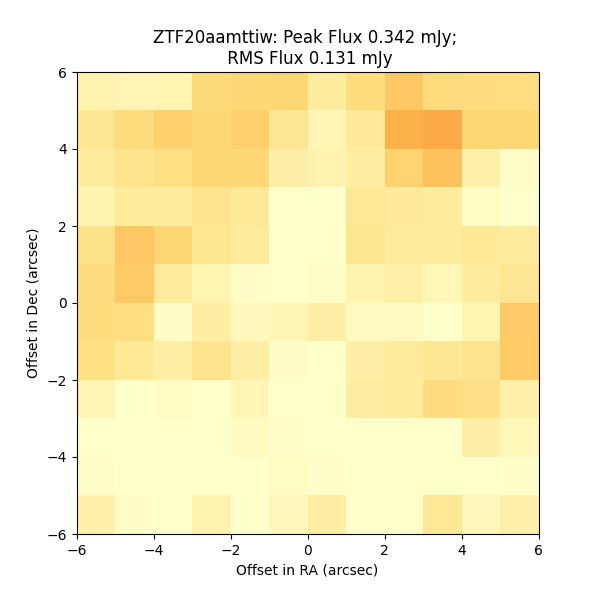 ZTF20aamttiw: Peak Flux 0.342 mJy;
RMS Flux 0.131 mJy
6
4
2
0
−2
−4
−6
Offset in Dec (arcsec)
−6 −4 −2 0 2 4 6
Offset in RA (arcsec)